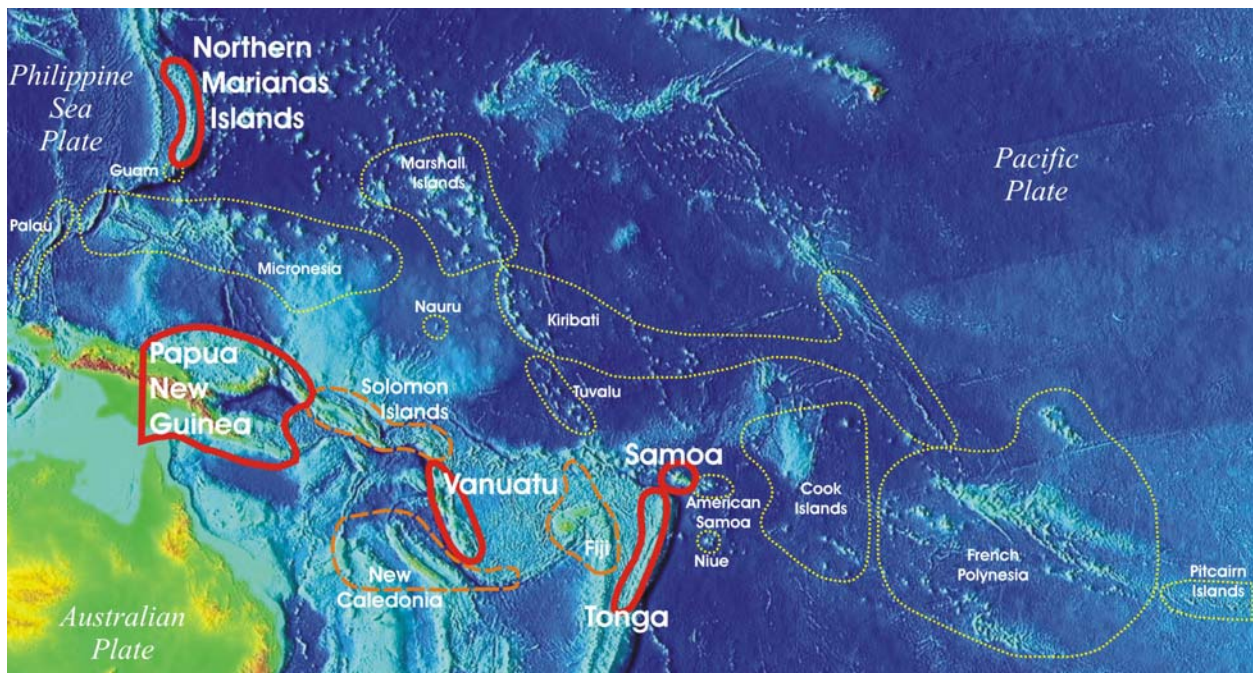 Northern
Marianas
Islands
Philippine
Sea
Plate
Guam
Marshall
Islands
Pacific
Plate
Palau
Micronesia
Nauru
Kiribati
Papua
New
Guinea
Solomon
Islands
Tuvalu
Samoa
Vanuatu
American
Samoa
Cook
Islands
Fiji
Niue
French
Polynesia
Pitcairn
Islands
New
Caledonia
Tonga
Australian
Plate